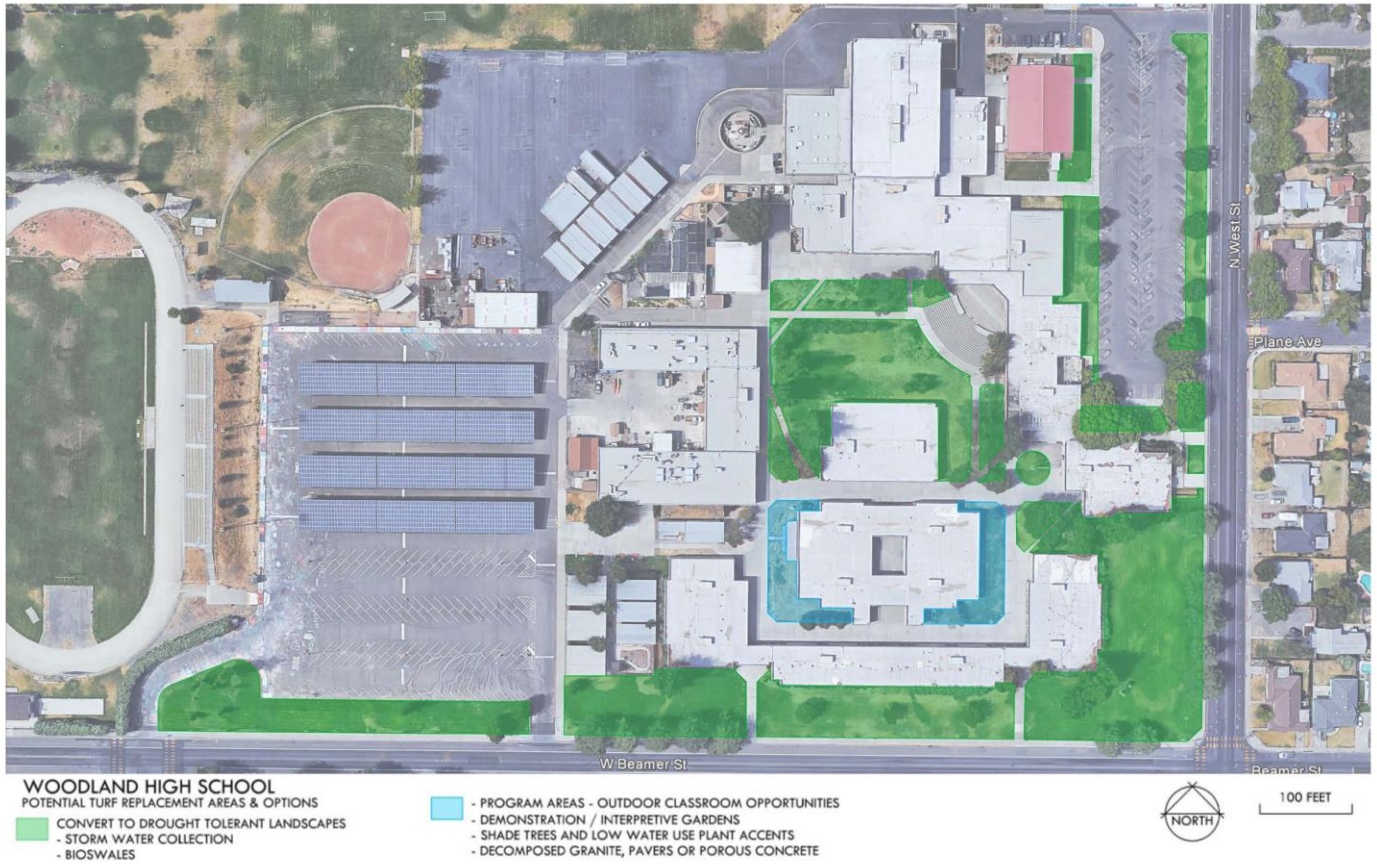 N West St
Plane Ave
W Beamer St
Beamer St
WOODLAND HIGH SCHOOL
POTENTIAL TURF REPLACEMENT AREAS & OPTIONS
CONVERT TO DROUGHT TOLERANT LANDSCAPES
- STORM WATER COLLECTION
- BIOSWALES
- PROGRAM AREAS - OUTDOOR CLASSROOM OPPORTUNITIES
- DEMONSTRATION / INTERPRETIVE GARDENS
- SHADE TREES AND LOW WATER USE PLANT ACCENTS
- DECOMPOSED GRANITE, PAVERS OR POROUS CONCRETE
NORTH
100 FEET